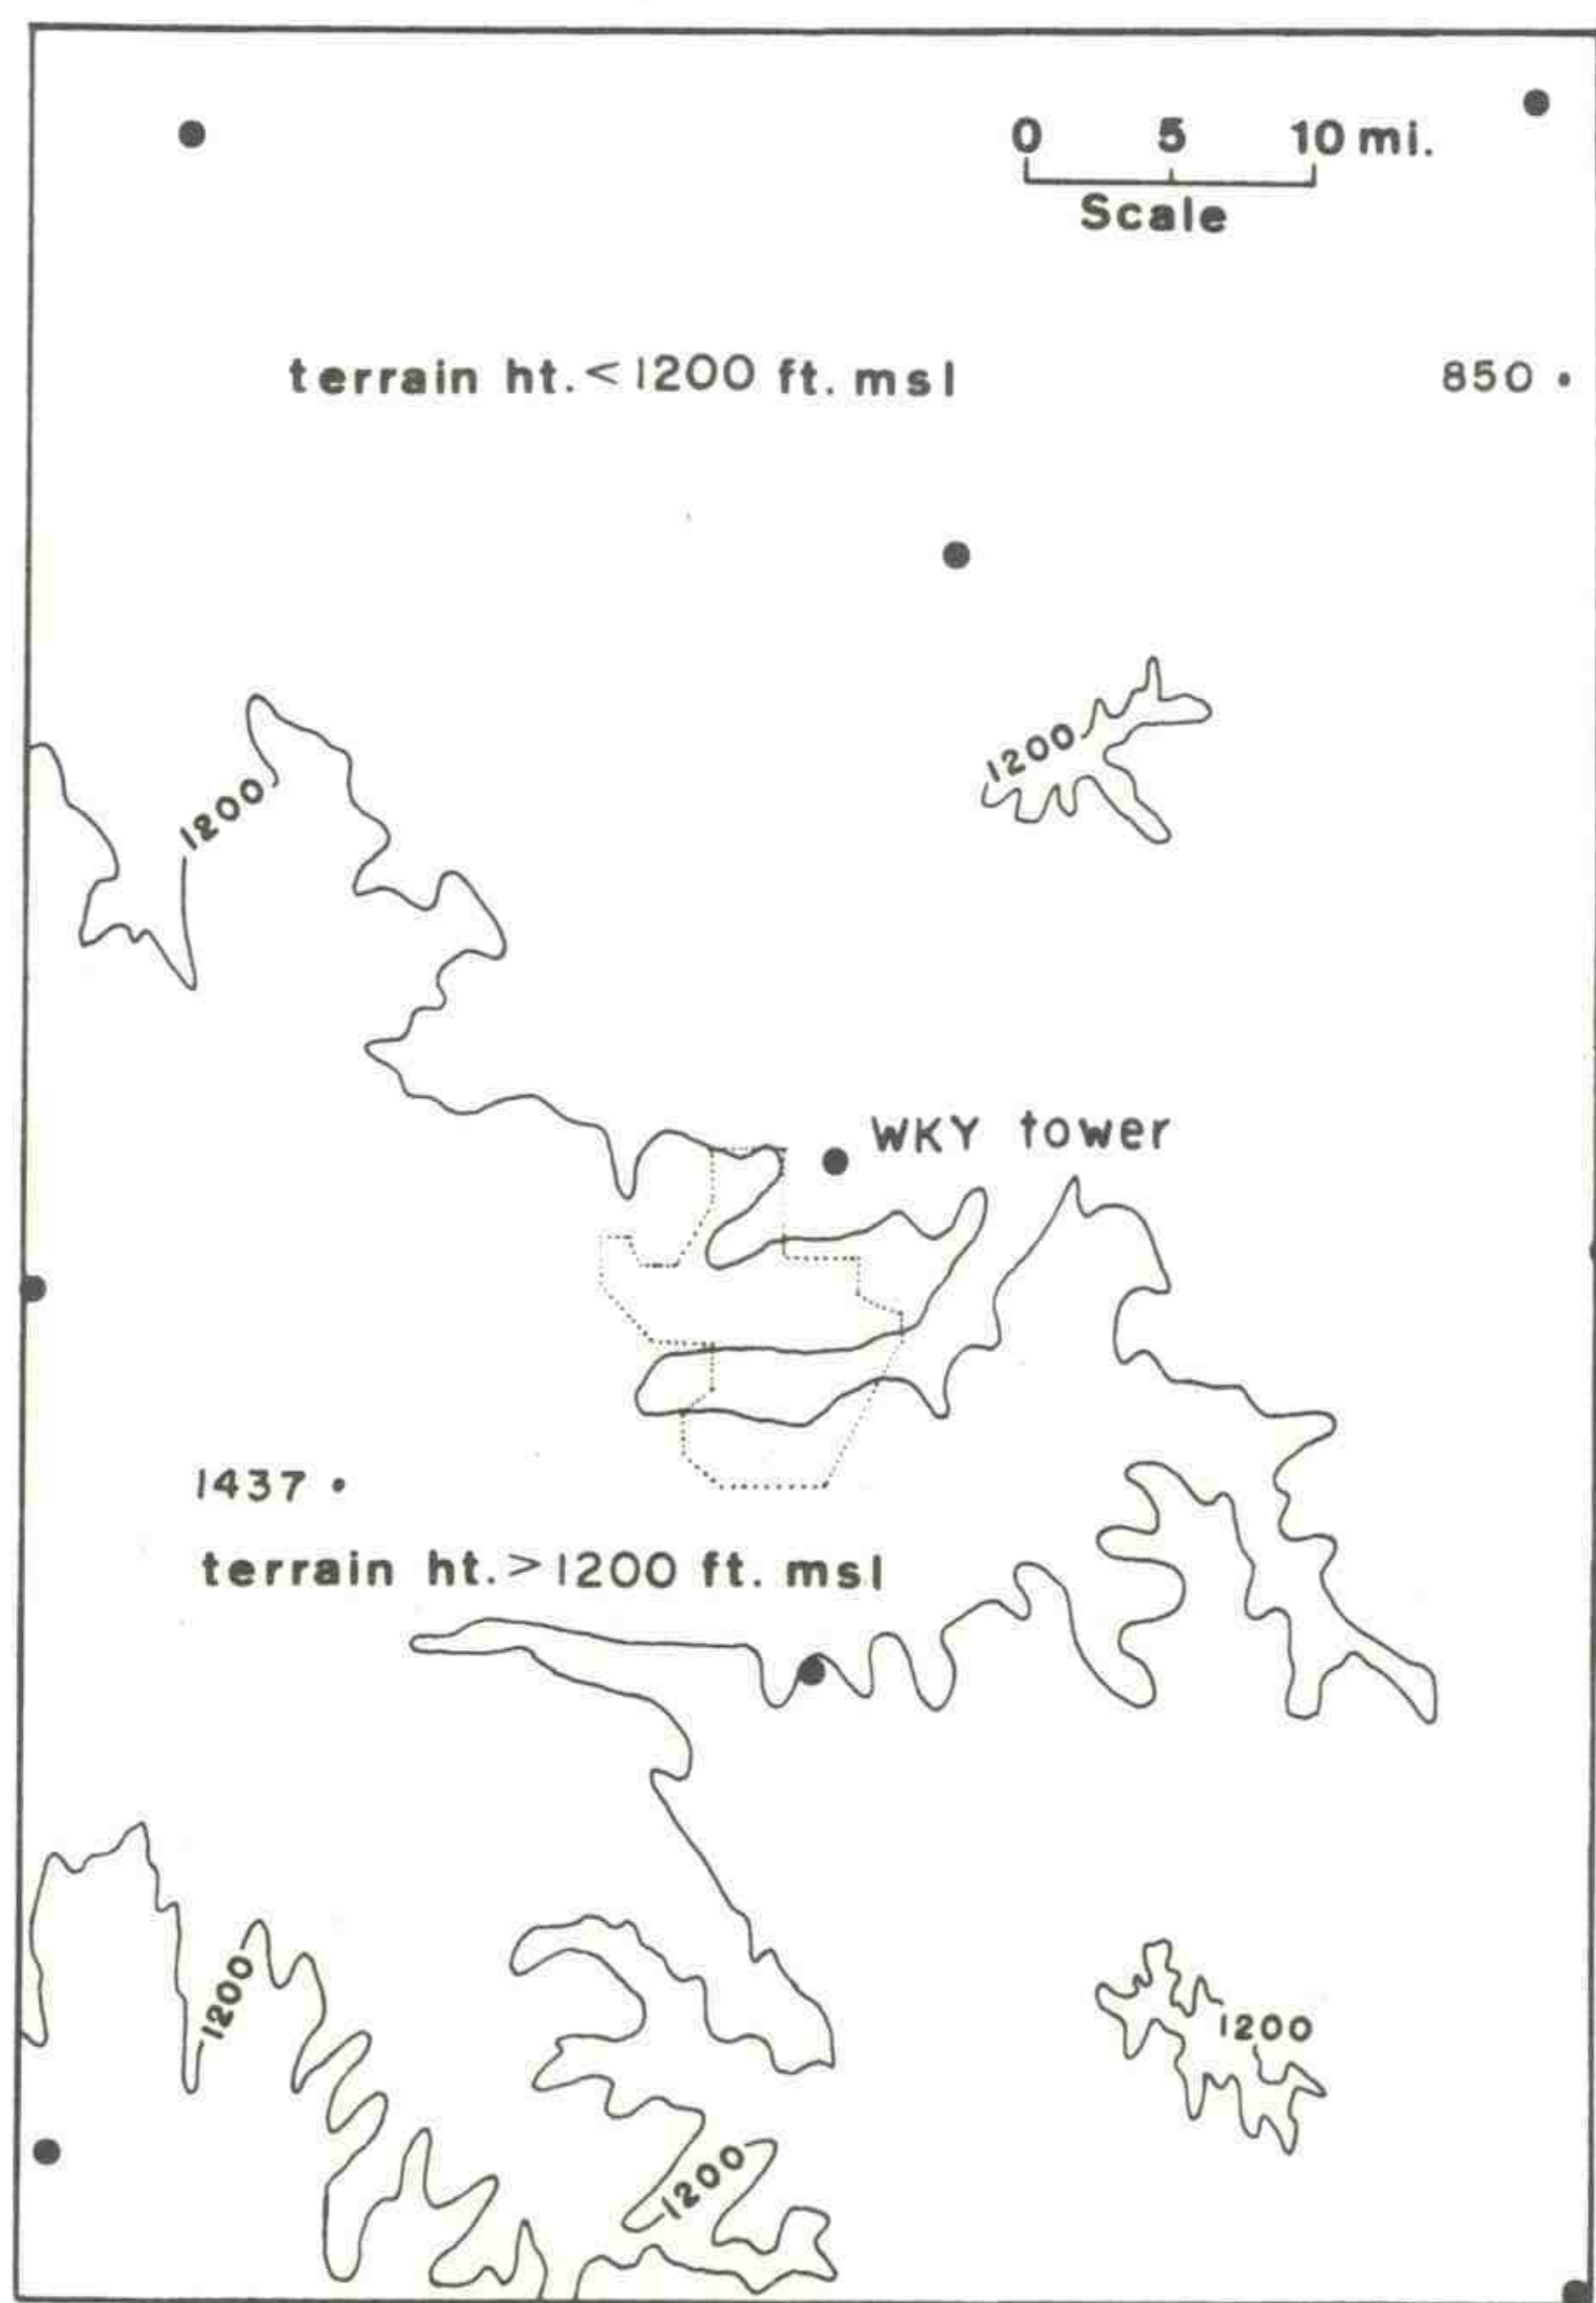 0 5 10 mi.
Scale
terrain ht. < 1200 ft. msl
850
1200
1200
WKY tower
1437
terrain ht. > 1200 ft. msl
1200
1200
1200